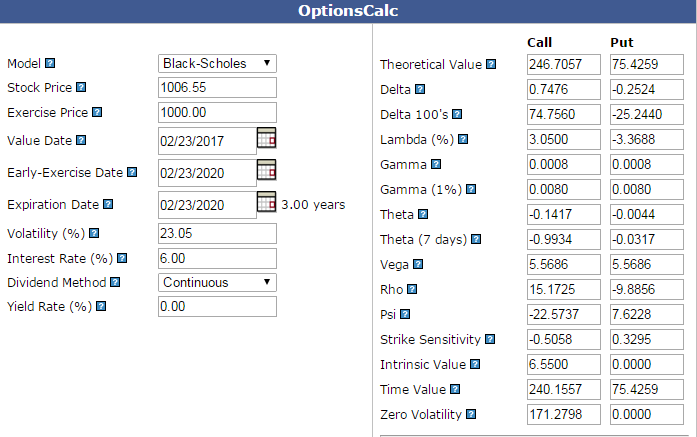 OptionsCalc
Model ? Black-Scholes
Stock Price ? 1006.55
Exercise Price ? 1000.00
Value Date ? 02/23/2017
Early-Exercise Date ? 02/23/2020
Expiration Date ? 02/23/2020 3.00 years
Volatility (%) ? 23.05
Interest Rate (%) ? 6.00
Dividend Method ? Continuous
Yield Rate (%) ? 0.00
Call Put
Theoretical Value ? 246.7057 75.4259
Delta ? 0.7476 -0.2524
Delta 100's ? 74.7560 -25.2440
Lambda (%) ? 3.0500 -3.3688
Gamma ? 0.0008 0.0008
Gamma (1%) ? 0.0080 0.0080
Theta ? -0.1417 -0.0044
Theta (7 days) ? -0.9934 -0.0317
Vega ? 5.5686 5.5686
Rho ? 15.1725 -9.8856
Psi ? -22.5737 7.6228
Strike Sensitivity ? -0.5058 0.3295
Intrinsic Value ? 6.5500 0.0000
Time Value ? 240.1557 75.4259
Zero Volatility ? 171.2798 0.0000